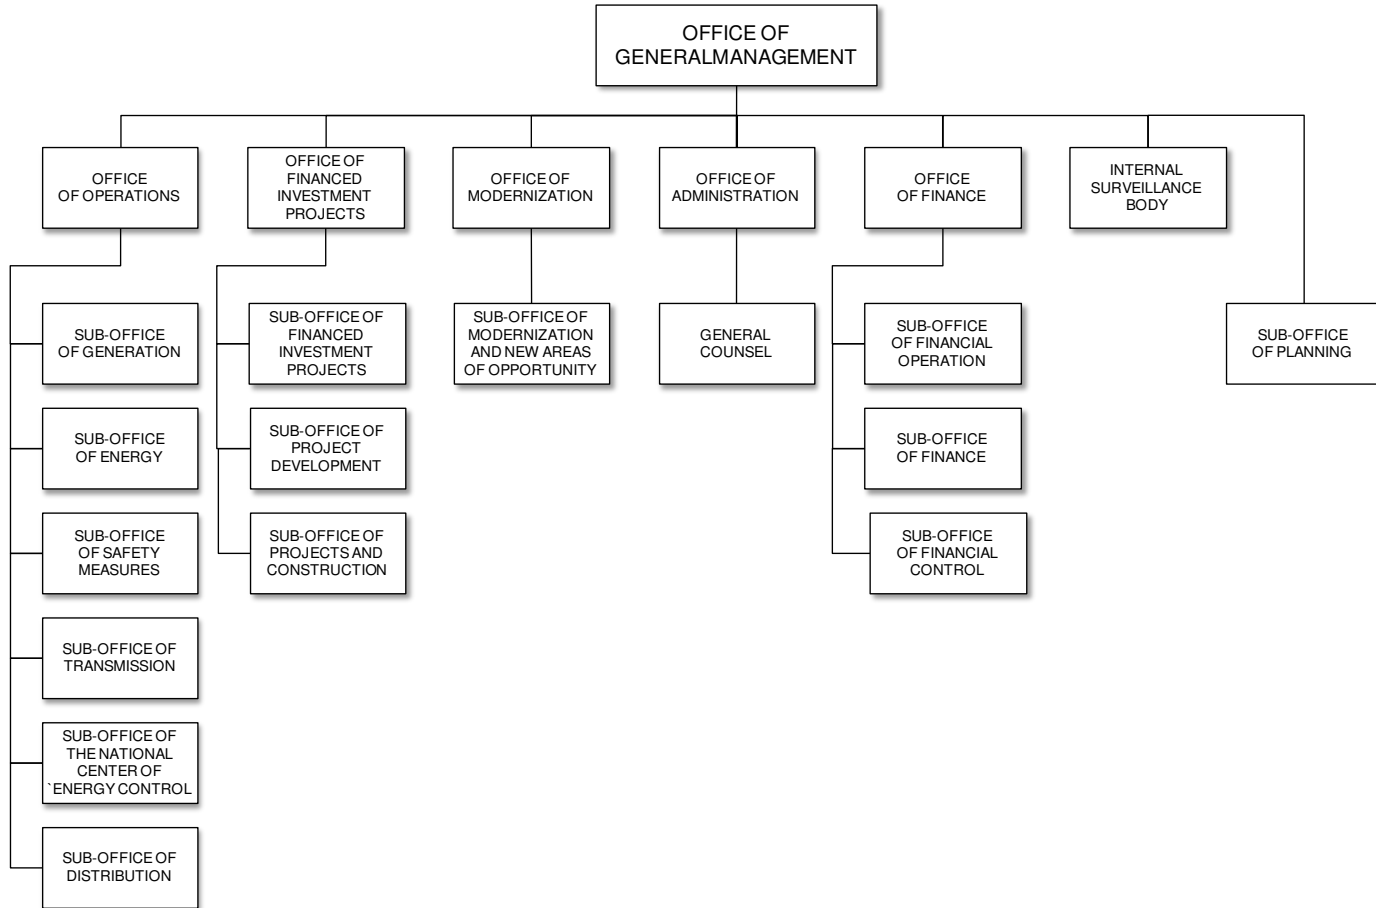 OFFICE OF
GENERALMANAGEMENT
OFFICE
OF OPERATIONS
OFFICE OF
FINANCED
INVESTMENT
PROJECTS
OFFICE OF
MODERNIZATION
OFFICE OF
ADMINISTRATION
OFFICE
OF FINANCE
INTERNAL
SURVEILLANCE
BODY
SUB-OFFICE
OF GENERATION
SUB-OFFICE OF
FINANCED
INVESTMENT
PROJECTS
SUB-OFFICE OF
MODERNIZATION
AND NEW AREAS
OF OPPORTUNITY
GENERAL
COUNSEL
SUB-OFFICE
OF FINANCIAL
OPERATION
SUB-OFFICE
OF PLANNING
SUB-OFFICE
OF ENERGY
SUB-OFFICE OF
PROJECT
DEVELOPMENT
SUB-OFFICE
OF FINANCE
SUB-OFFICE
OF SAFETY
MEASURES
SUB-OFFICE OF
PROJECTS AND
CONSTRUCTION
SUB-OFFICE
OF FINANCIAL
CONTROL
SUB-OFFICE OF
TRANSMISSION
SUB-OFFICE OF
THE NATIONAL
CENTER OF
`ENERGY CONTROL
SUB-OFFICE OF
DISTRIBUTION